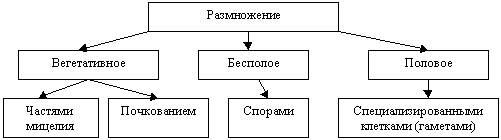 Размножение
Вегетативное
Бесполое
Половое
Частями
мицелия
Почкованием
Спорами
Специализированными
клетками (гаметами)